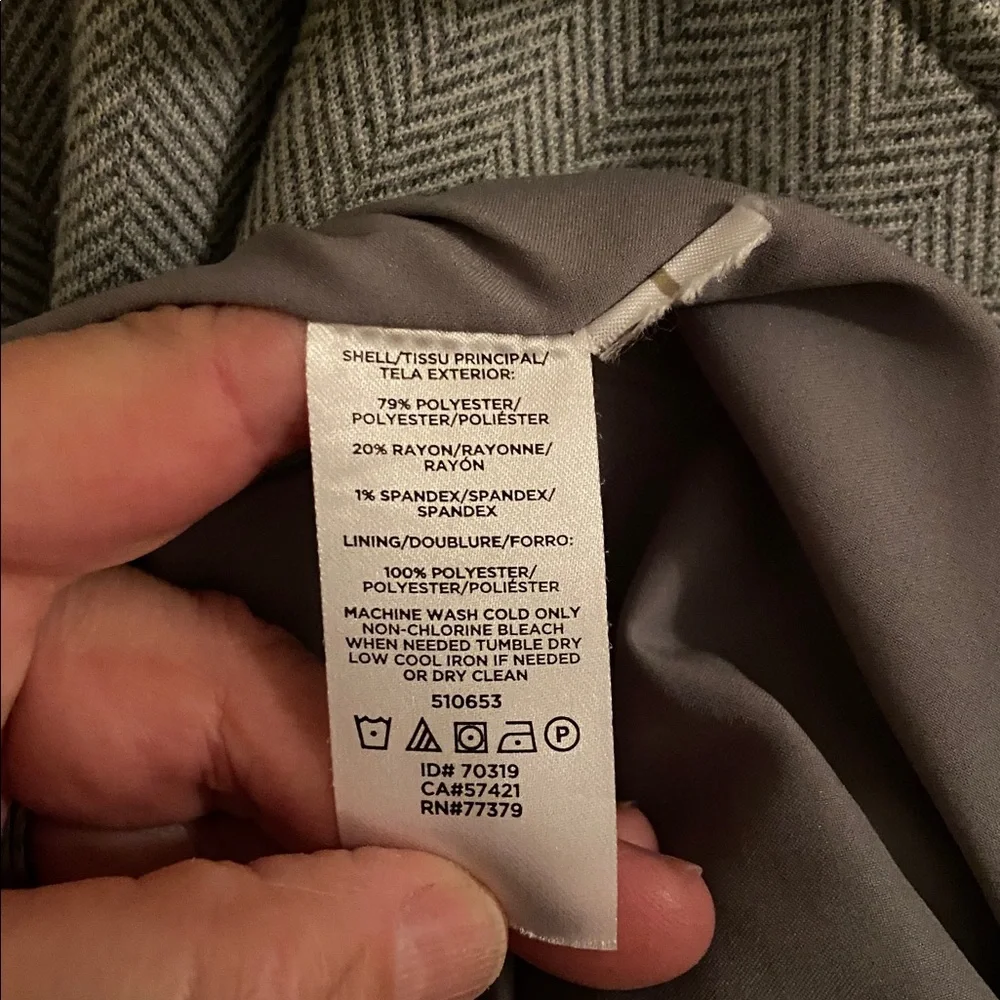 SHELL/TISSU PRINCIPAL/
TELA EXTERIOR:
79% POLYESTER/
POLYESTER/POLIÉSTER
20% RAYON/RAYONNE/
RAYÓN
1% SPANDEX/SPANDEX/
SPANDEX
LINING/DOUBLURE/FORRO:
100% POLYESTER/
POLYESTER/POLIÉSTER
MACHINE WASH COLD ONLY
NON-CHLORINE BLEACH
WHEN NEEDED TUMBLE DRY
LOW COOL IRON IF NEEDED
OR DRY CLEAN
510653
P
ID# 70319
CA#57421
RN#77379